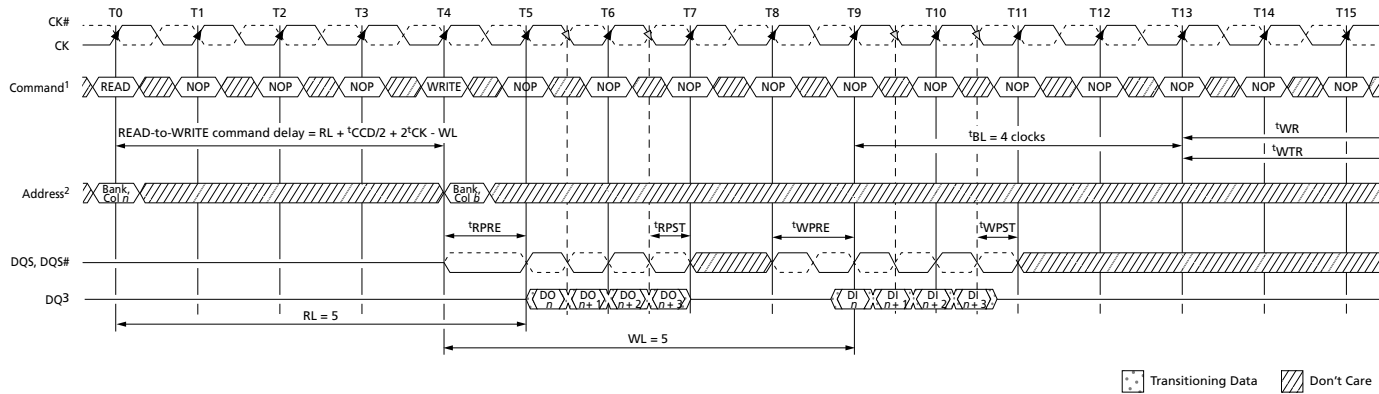 T0 T1 T2 T3 T4 T5 T6 T7 T8 T9 T10 T11 T12 T13 T14 T15
CK#
CK
Command1 READ NOP NOP NOP WRITE NOP NOP NOP NOP NOP NOP NOP NOP NOP NOP NOP
READ-to-WRITE command delay = RL + tCCD/2 + 2tCK - WL
tBL = 4 clocks
tWR
tWTR
Address2
Bank,
Col n
Bank,
Col b
tRPRE tRPST tWPRE tWPST
DQS, DQS#
DQ3
DO
n
DO
n + 1
DO
n + 2
DO
n + 3
DI
n
DI
n + 1
DI
n + 2
DI
n + 3
RL = 5
WL = 5
Transitioning Data Don't Care